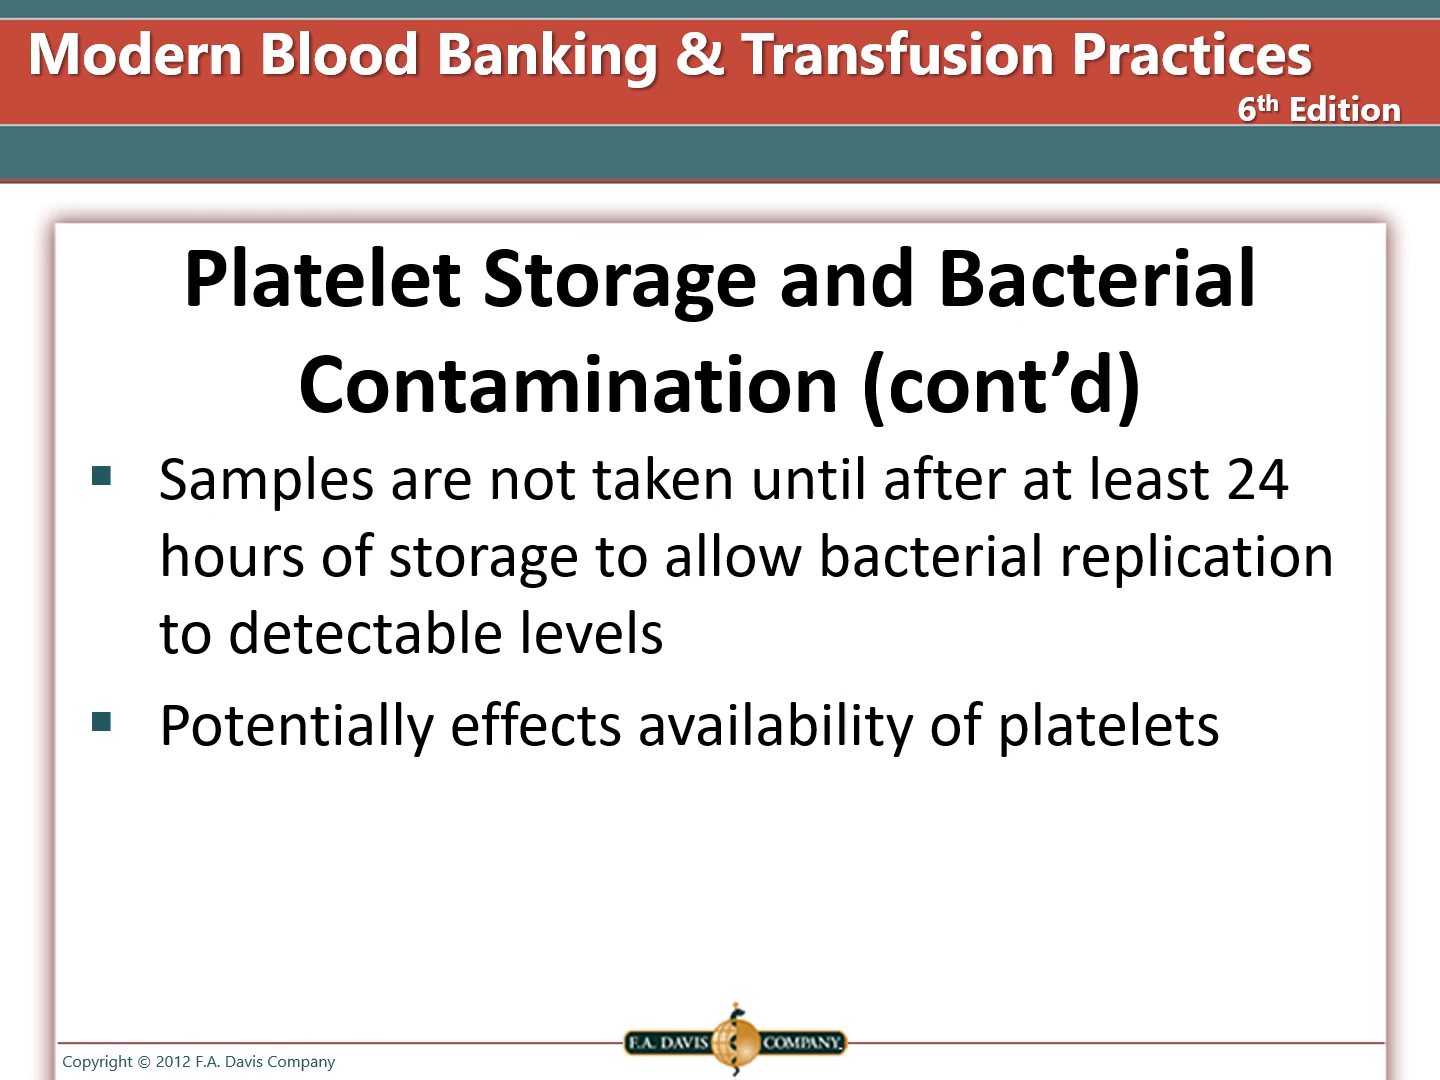 Modern Blood Banking & Transfusion Practices
6th Edition
Platelet Storage and Bacterial
Contamination (cont’d)
▪ Samples are not taken until after at least 24
hours of storage to allow bacterial replication
to detectable levels
▪ Potentially effects availability of platelets
F.A. DAVIS COMPANY
Copyright © 2012 F.A. Davis Company